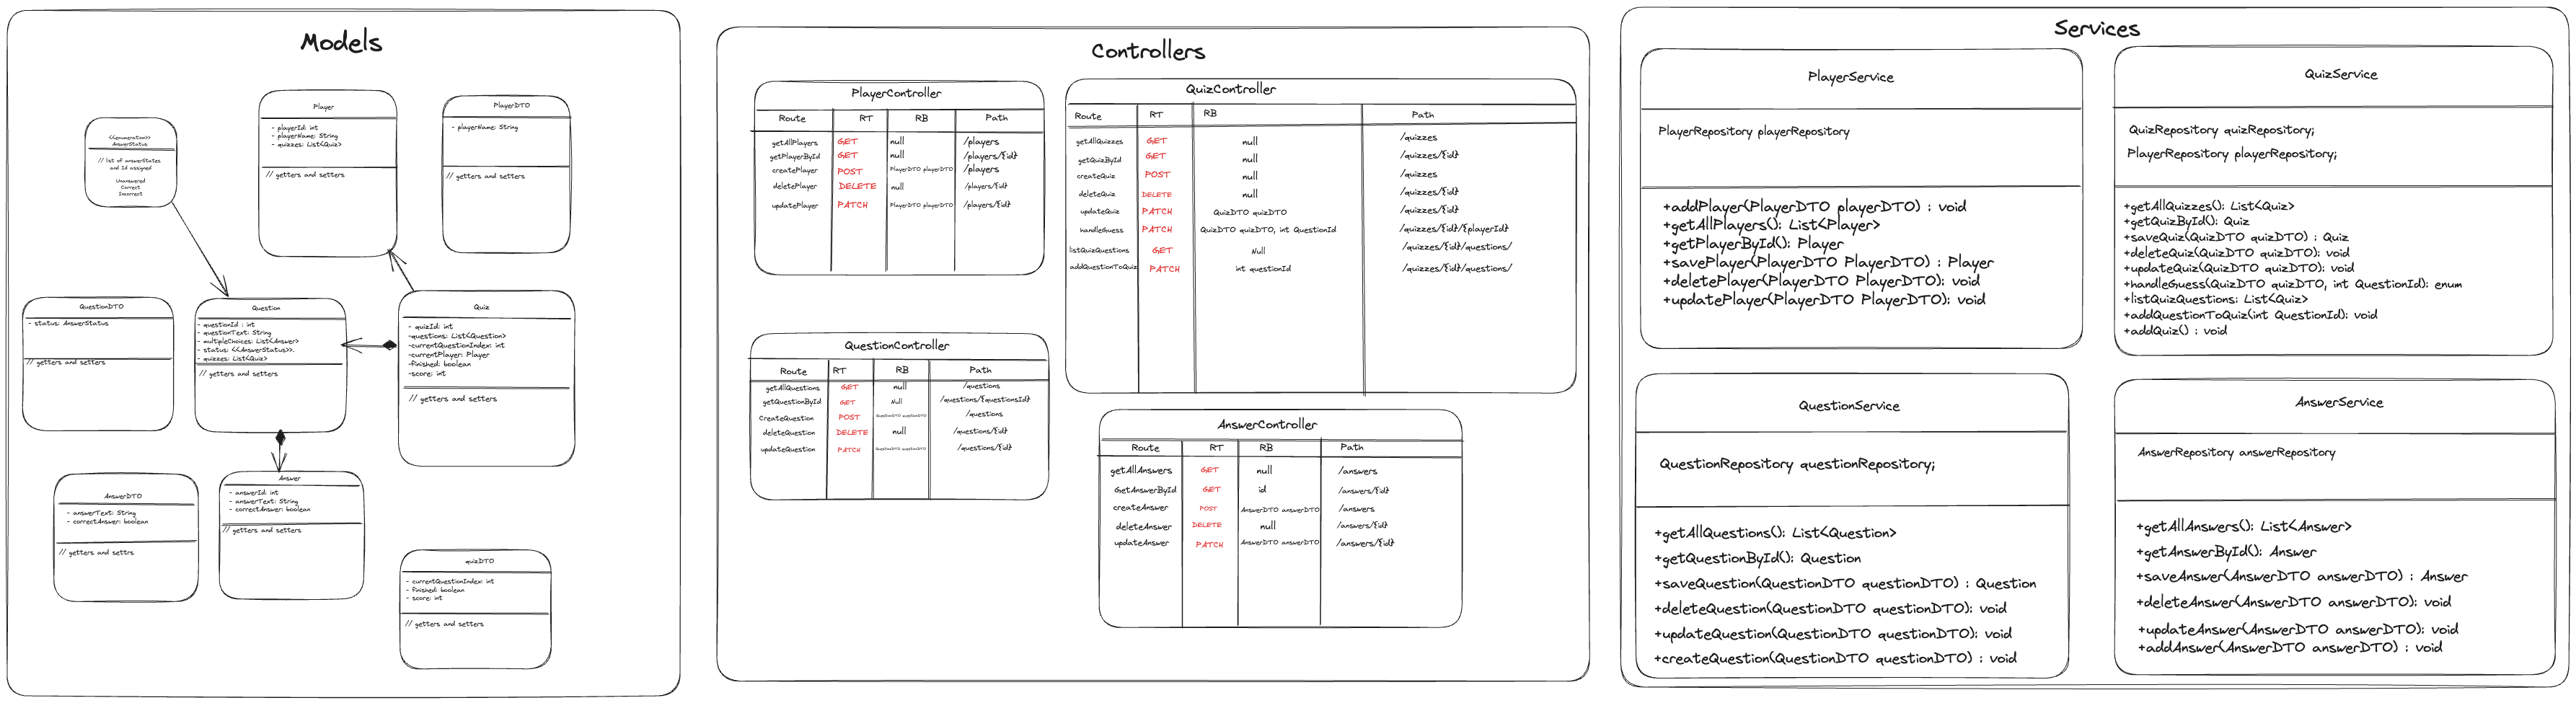 Models
<<enumeration>>
AnswerStatus
// list of answerStates
and Id assigned
Unanswered
Correct
Incorrect
Player
- playerId: int
- playerName: String
- quizzes: List<Quiz>
// getters and setters
PlayerDTO
- playerName: String
// getters and setters
QuestionDTO
- status: AnswerStatus
// getters and setters
Question
- questionId : int
- questionText: String
- multipleChoices: List<Answer>
- status: <<AnswerStatus>>.
- quizzes: List<Quiz>
// getters and setters
Quiz
- quizId: int
-questions: List<Question>
-currentQuestionIndex: int
-currentPlayer: Player
-finished: boolean
-score: int
// getters and setters
AnswerDTO
- answerText: String
- correctAnswer: boolean
// getters and settrs
Answer
- answerId: int
- answerText: String
- correctAnswer: boolean
// getters and setters
quizDTO
- currentQuestionIndex: int
- finished: boolean
- score: int
// getters and setters
Controllers
PlayerController
Route RT RB Path
getAllPlayers GET null /players
getPlayerById GET null /players/{id}
createPlayer POST PlayerDTO playerDTO /players
deletePlayer DELETE null /players/{id}
updatePlayer PATCH PlayerDTO playerDTO /players/{id}
QuizController
Route RT RB Path
getAllQuizzes GET null /quizzes
getQuizById GET null /quizzes/{id}
createQuiz POST null /quizzes
deleteQuiz DELETE null /quizzes/{id}
updateQuiz PATCH QuizDTO quizDTO /quizzes/{id}
handleGuess PATCH QuizDTO quizDTO, int QuestionId /quizzes/{id}/{playerId}
listQuizQuestions GET Null /quizzes/{id}/questions/
addQuestionToQuiz PATCH int questionId /quizzes/{id}/questions/
QuestionController
Route RT RB Path
getAllQuestions GET null /questions
getQuestionById GET Null /questions/{questionsId}
CreateQuestion POST QuestionDTO questionDTO /questions
deleteQuestion DELETE null /questions/{id}
updateQuestion PATCH QuestionDTO questionDTO /questions/{id}
AnswerController
Route RT RB Path
getAllAnswers GET null /answers
GetAnswerById GET id /answers/{id}
createAnswer POST AnswerDTO answerDTO /answers
deleteAnswer DELETE null /answers/{id}
updateAnswer PATCH AnswerDTO answerDTO /answers/{id}
Services
PlayerService
PlayerRepository playerRepository
+addPlayer(PlayerDTO playerDTO) : void
+getAllPlayers(): List<Player>
+getPlayerById(): Player
+savePlayer(PlayerDTO PlayerDTO) : Player
+deletePlayer(PlayerDTO PlayerDTO): void
+updatePlayer(PlayerDTO PlayerDTO): void
QuizService
QuizRepository quizRepository;
PlayerRepository playerRepository;
+getAllQuizzes(): List<Quiz>
+getQuizById(): Quiz
+saveQuiz(QuizDTO quizDTO) : Quiz
+deleteQuiz(QuizDTO quizDTO): void
+updateQuiz(QuizDTO quizDTO): void
+handleGuess(QuizDTO quizDTO, int QuestionId): enum
+listQuizQuestions: List<Quiz>
+addQuestionToQuiz(int QuestionId): void
+addQuiz() : void
QuestionService
QuestionRepository questionRepository;
+getAllQuestions(): List<Question>
+getQuestionById(): Question
+saveQuestion(QuestionDTO questionDTO) : Question
+deleteQuestion(QuestionDTO questionDTO): void
+updateQuestion(QuestionDTO questionDTO): void
+createQuestion(QuestionDTO questionDTO) : void
AnswerService
AnswerRepository answerRepository
+getAllAnswers(): List<Answer>
+getAnswerById(): Answer
+saveAnswer(AnswerDTO answerDTO) : Answer
+deleteAnswer(AnswerDTO answerDTO): void
+updateAnswer(AnswerDTO answerDTO): void
+addAnswer(AnswerDTO answerDTO) : void